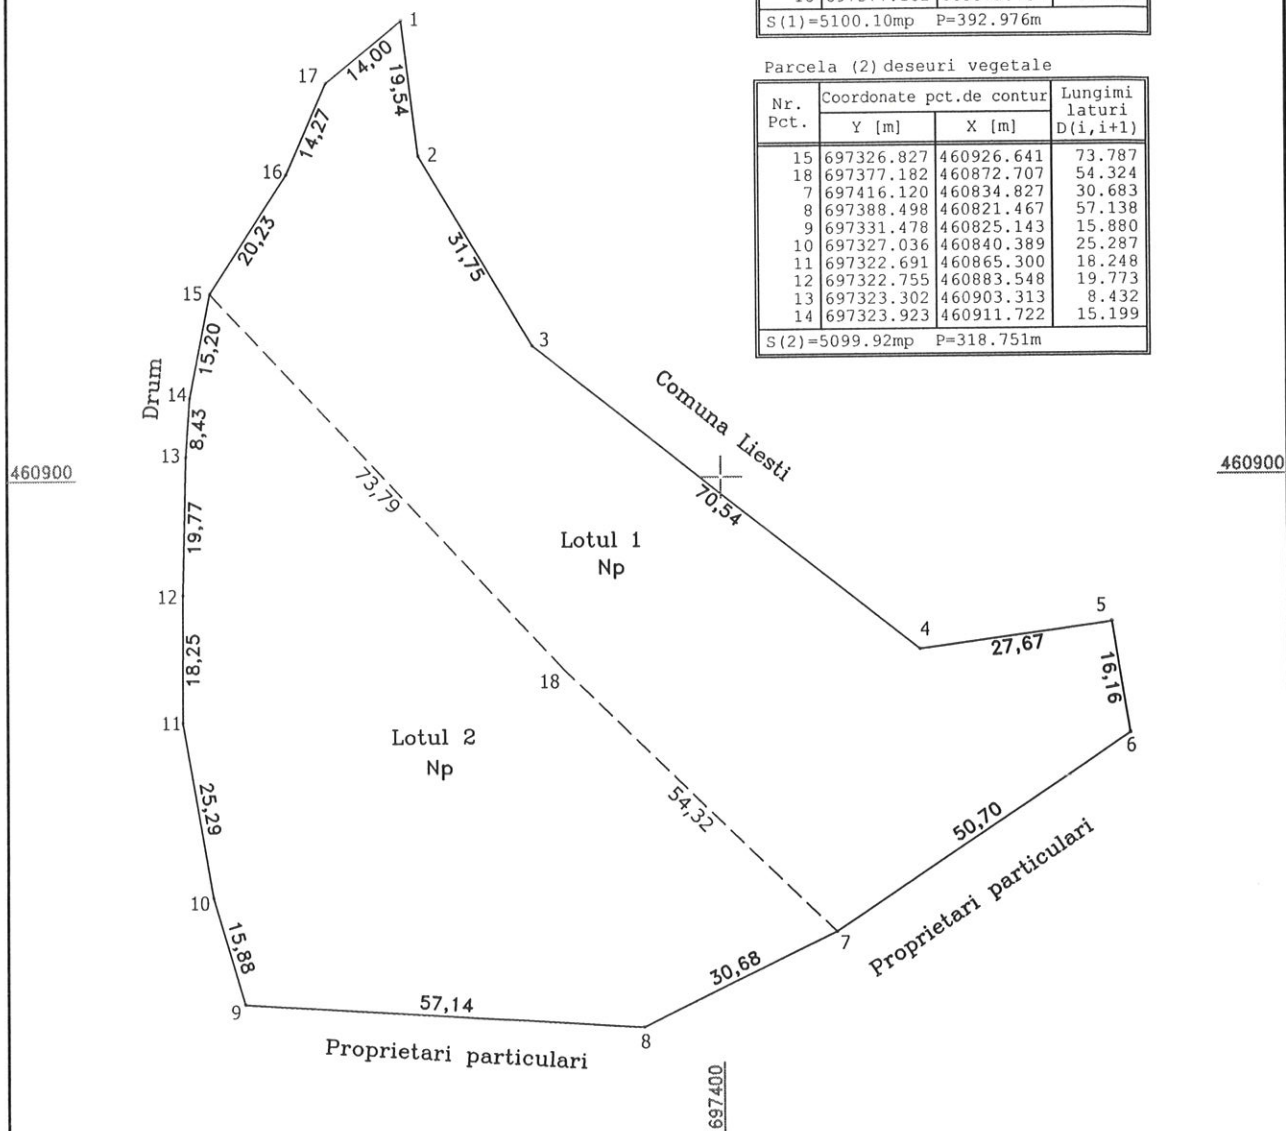 S(1)=5100.10mp P=392.976m
Parcela (2) deseuri vegetale
Nr. Pct. Coordonate pct.de contur Lungimi laturi D(i,i+1)
Y [m] X [m]
15 697326.827 460926.641 73.787
18 697377.182 460872.707 54.324
7 697416.120 460834.827 30.683
8 697388.498 460821.467 57.138
9 697331.478 460825.143 15.880
10 697327.036 460840.389 25.287
11 697322.691 460865.300 18.248
12 697322.755 460883.548 19.773
13 697323.302 460903.313 8.432
14 697323.923 460911.722 15.199
S(2)=5099.92mp P=318.751m
1
14,00
17
19,54
14,27
2
16
20,23
31,75
15
3
15,20
Drum
14
8,43
Comuna Liesti
13
460900
460900
73,79
70,54
19,77
Lotul 1
Np
12
5
4
27,67
18,25
16,16
18
11
Lotul 2
6
Np
25,29
54,32
50,70
10
Proprietari particulari
15,88
7
30,68
9
57,14
8
Proprietari particulari
697400